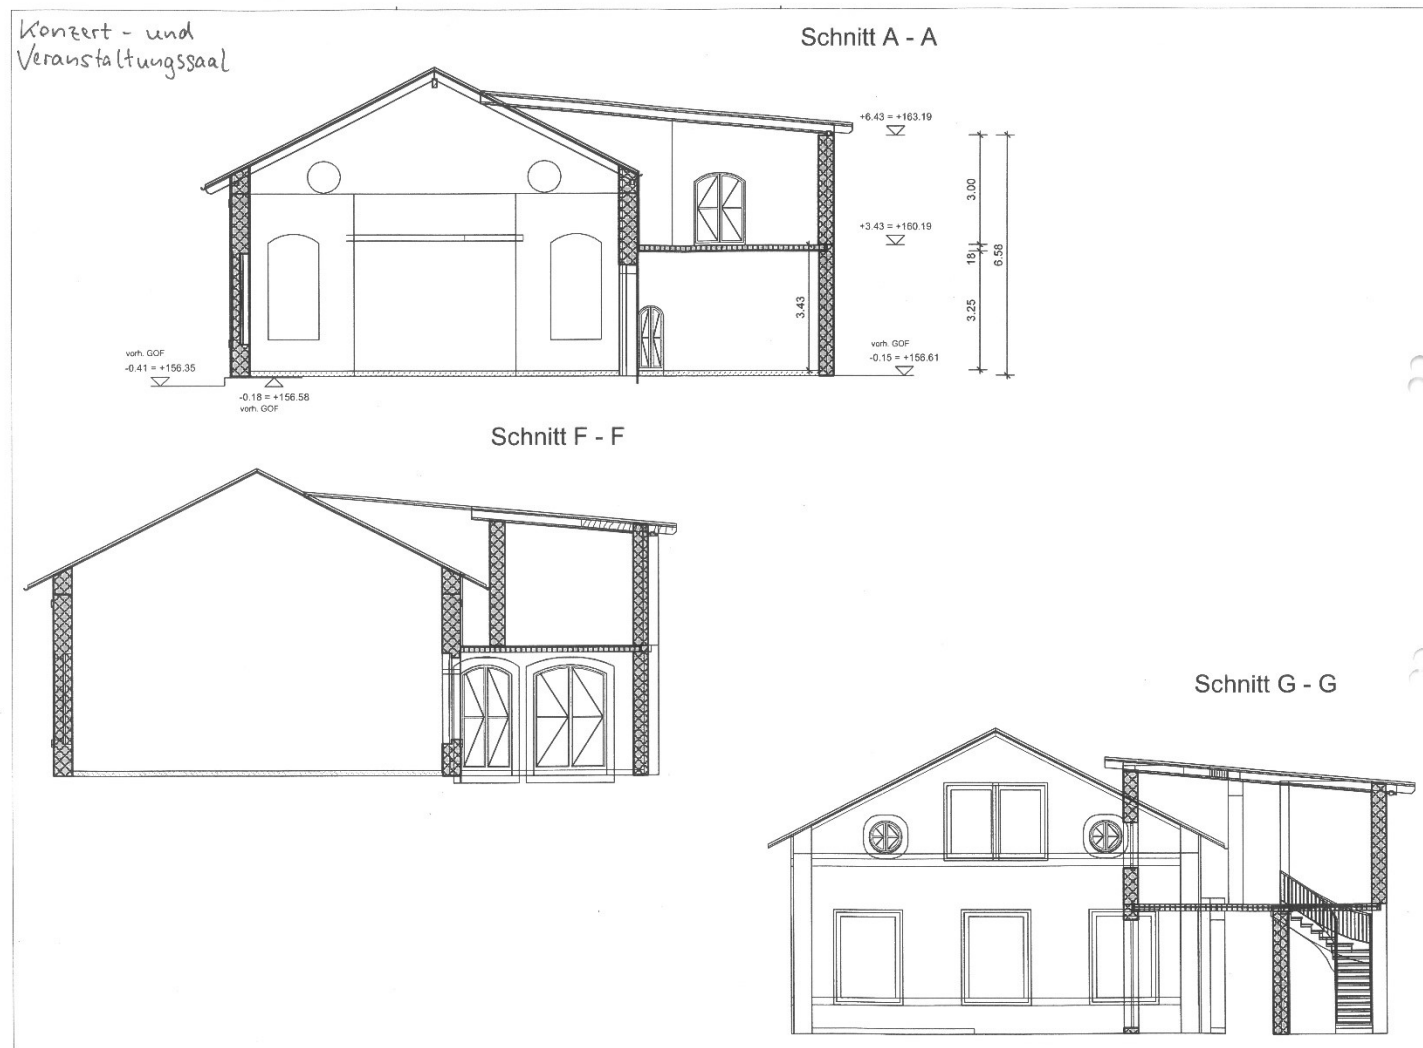 Konzert - und
Veranstaltungssaal
Schnitt A - A
+6.43 = +163.19
3.00
+3.43 = +160.19
18
6.58
3.43
3.25
vorh. GOF
-0.41 = +156.35
vorh. GOF
-0.15 = +156.61
-0.18 = +156.58
vorh. GOF
Schnitt F - F
Schnitt G - G